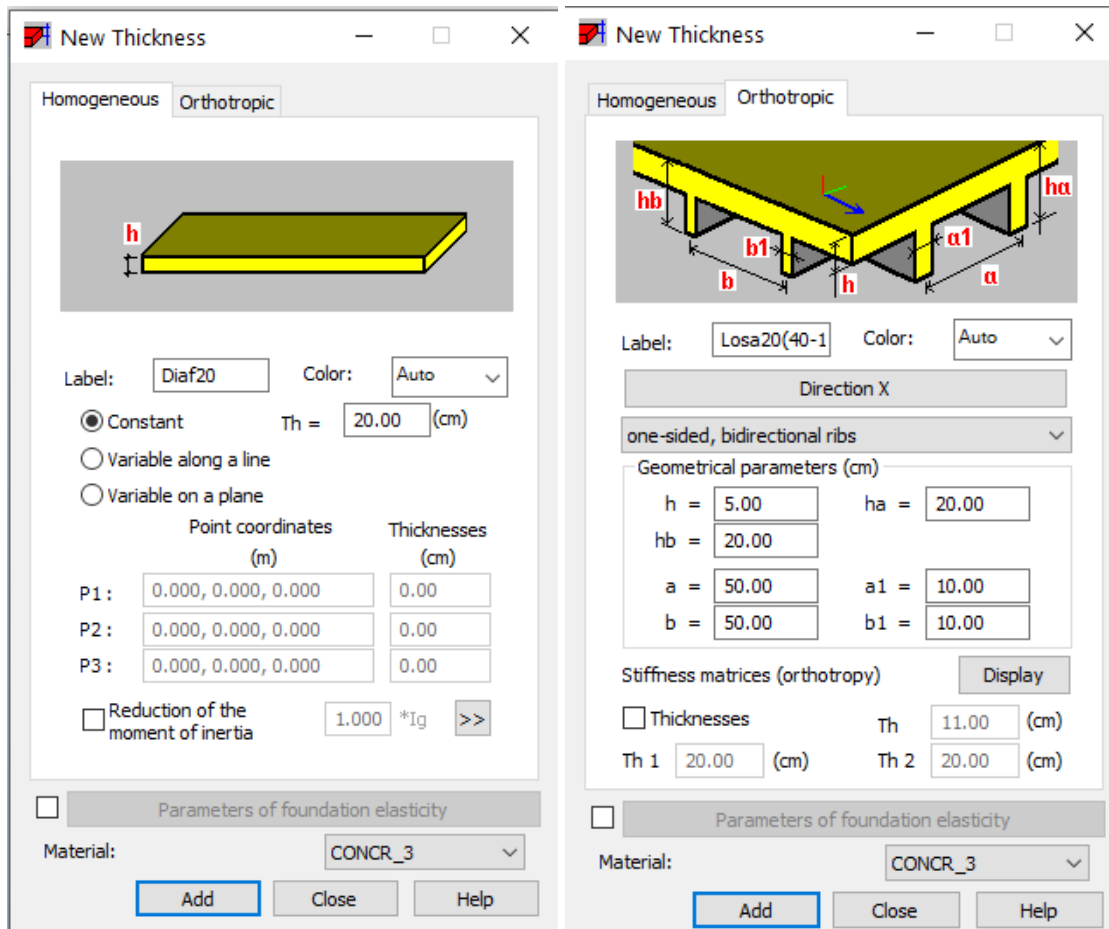 New Thickness
Homogeneous Orthotropic
h
Label: Diaf20 Color: Auto
Constant Th = 20.00 (cm)
Variable along a line
Variable on a plane
Point coordinates Thicknesses
(m) (cm)
P1: 0.000, 0.000, 0.000 0.00
P2: 0.000, 0.000, 0.000 0.00
P3: 0.000, 0.000, 0.000 0.00
Reduction of the
moment of inertia 1.000 *Ig >>
Parameters of foundation elasticity
Material: CONCR_3
Add Close Help
New Thickness
Homogeneous Orthotropic
hb ha
b1 a1
b h a
Label: Losa20(40-1 Color: Auto
Direction X
one-sided, bidirectional ribs
Geometrical parameters (cm)
h = 5.00 ha = 20.00
hb = 20.00
a = 50.00 a1 = 10.00
b = 50.00 b1 = 10.00
Stiffness matrices (orthotropy) Display
Thicknesses Th 11.00 (cm)
Th 1 20.00 (cm) Th 2 20.00 (cm)
Parameters of foundation elasticity
Material: CONCR_3
Add Close Help